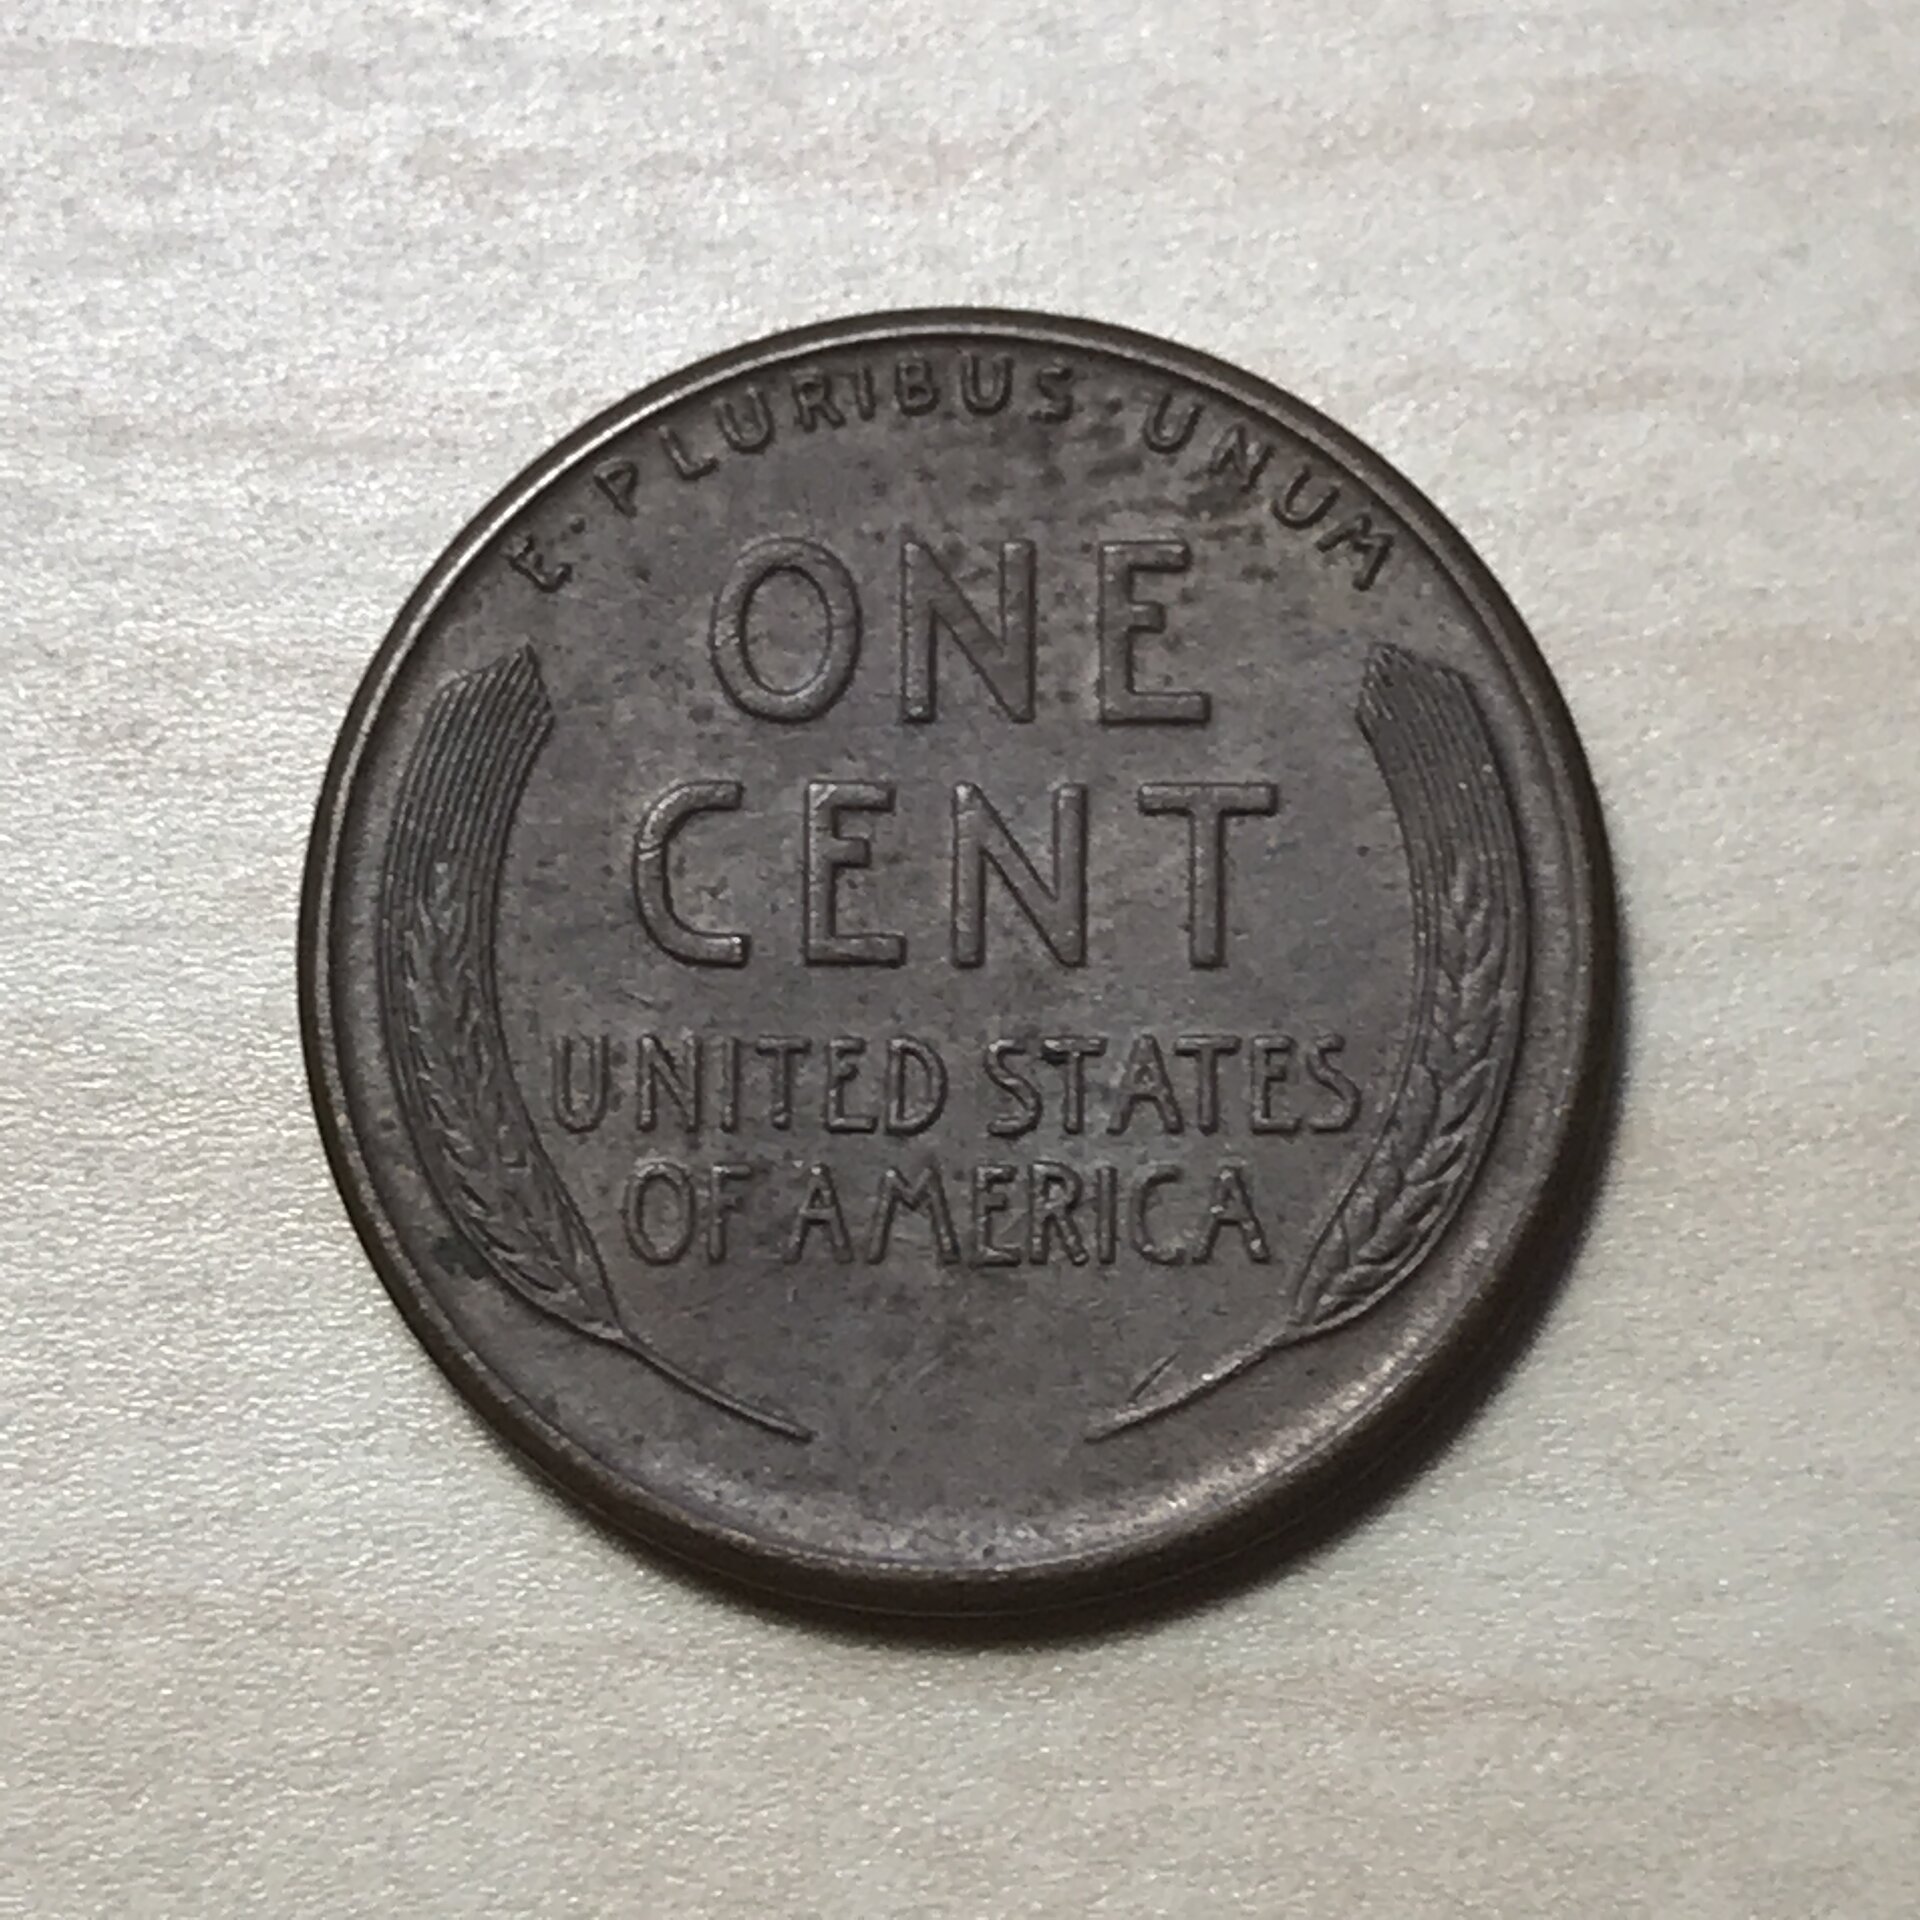 E·PLURIBUS·UNUM
ONE
CENT
UNITED STATES
OF AMERICA